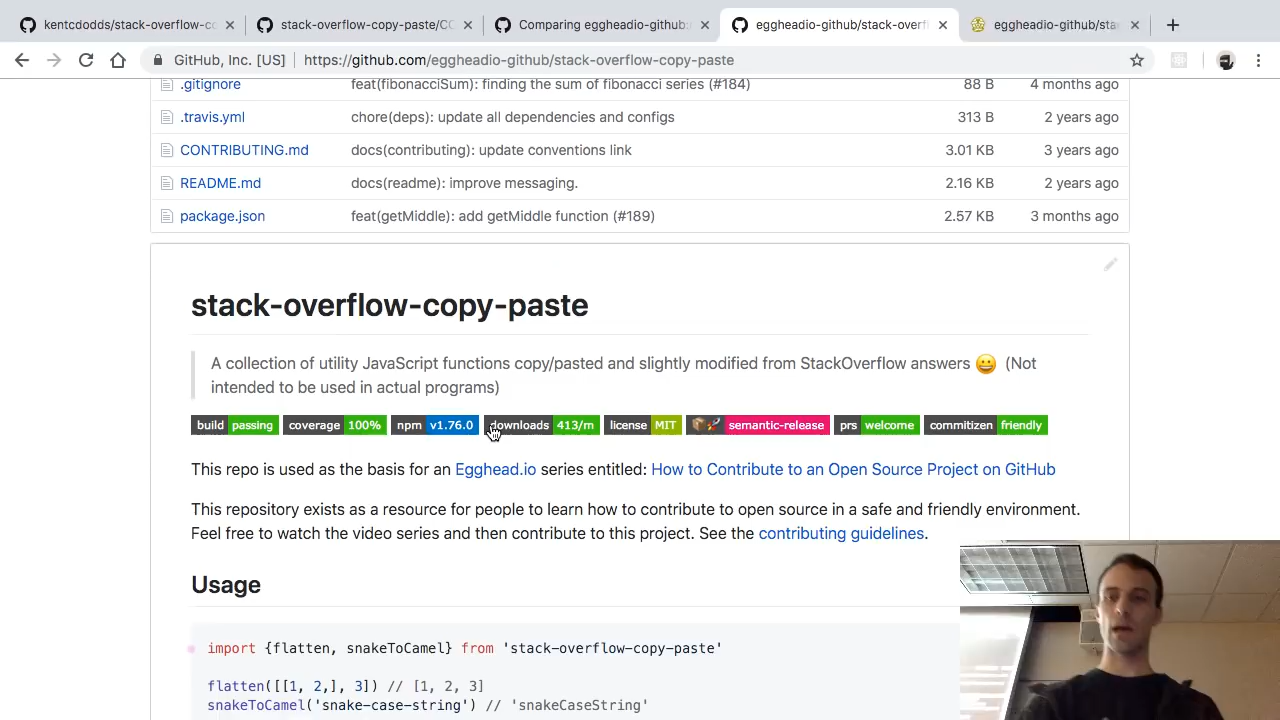 kentcdodds/stack-overflow-co
stack-overflow-copy-paste/CO
Comparing eggheadio-github:
eggheadio-github/stack-overfl
eggheadio-github/sta
GitHub, Inc. [US] https://github.com/eggheadio-github/stack-overflow-copy-paste
.gitignore feat(fibonacciSum): finding the sum of fibonacci series (#184) 88 B 4 months ago
.travis.yml chore(deps): update all dependencies and configs 313 B 2 years ago
CONTRIBUTING.md docs(contributing): update conventions link 3.01 KB 3 years ago
README.md docs(readme): improve messaging. 2.16 KB 2 years ago
package.json feat(getMiddle): add getMiddle function (#189) 2.57 KB 3 months ago
stack-overflow-copy-paste
A collection of utility JavaScript functions copy/pasted and slightly modified from StackOverflow answers 😀 (Not
intended to be used in actual programs)
build passing coverage 100% npm v1.76.0 downloads 413/m license MIT 📦🚀 semantic-release prs welcome commitizen friendly
This repo is used as the basis for an Egghead.io series entitled: How to Contribute to an Open Source Project on GitHub
This repository exists as a resource for people to learn how to contribute to open source in a safe and friendly environment.
Feel free to watch the video series and then contribute to this project. See the contributing guidelines.
Usage
import {flatten, snakeToCamel} from 'stack-overflow-copy-paste'
flatten([[1, 2,], 3]) // [1, 2, 3]
snakeToCamel('snake-case-string') // 'snakeCaseString'